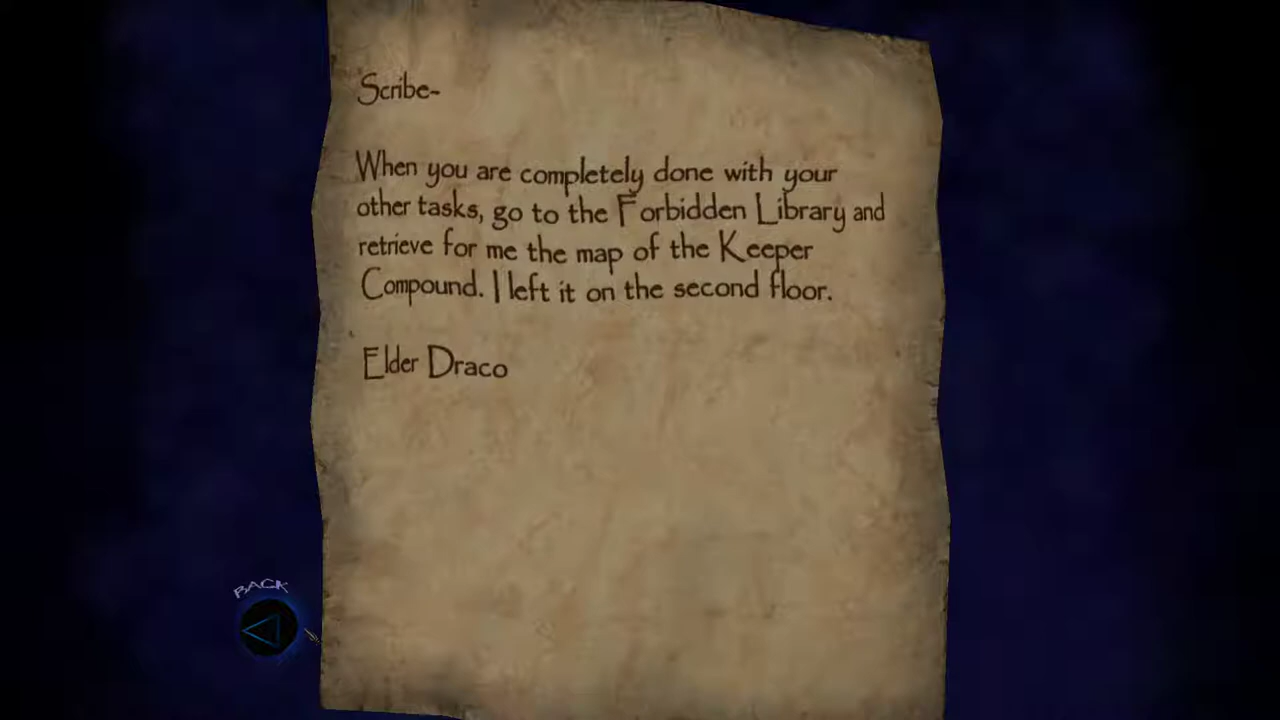 Scribe-
When you are completely done with your
other tasks, go to the Forbidden Library and
retrieve for me the map of the Keeper
Compound. I left it on the second floor.
Elder Draco
BACK